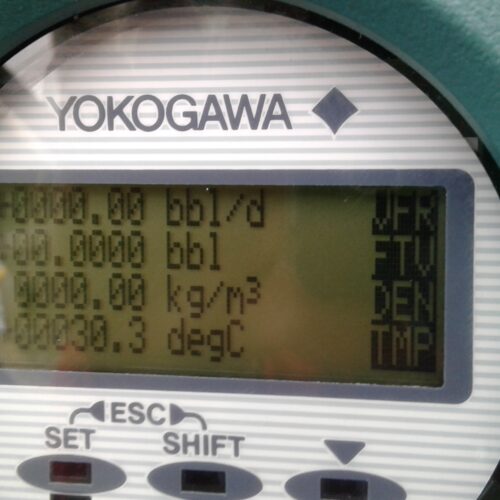 YOKOGAWA
+0000.00 bbl/d VFR
+00.0000 bbl FTV
0000.00 kg/m³ DEN
+00030.3 degC TMP
ESC
SET SHIFT